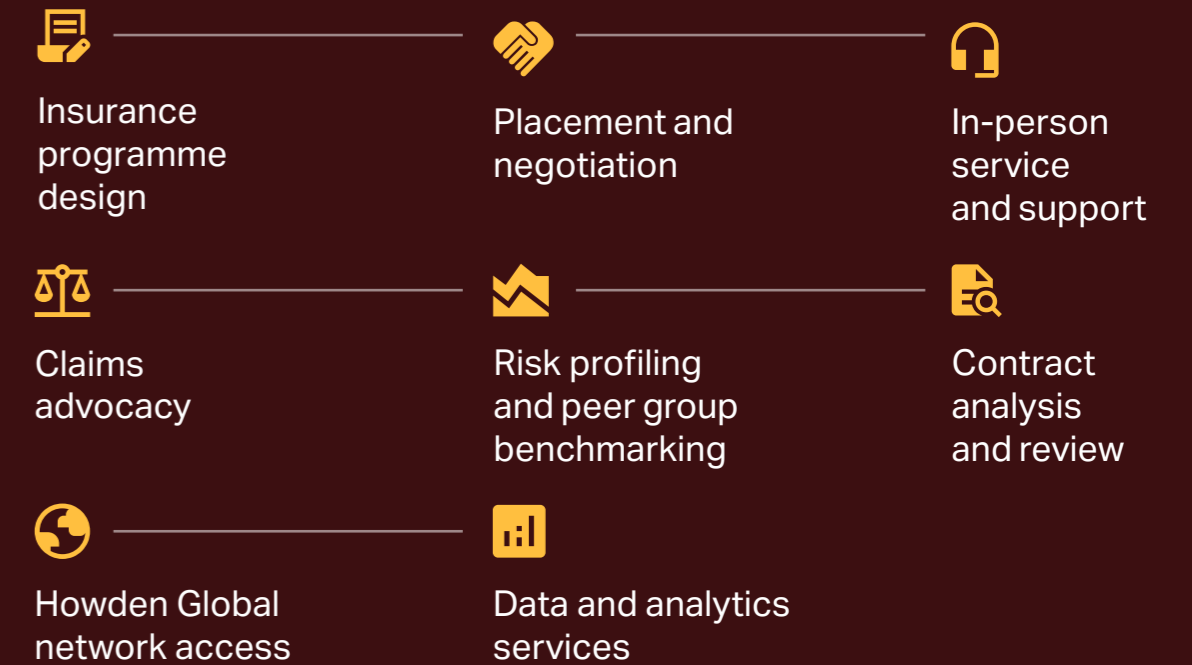 Insurance
programme
design
Placement and
negotiation
In-person
service
and support
Claims
advocacy
Risk profiling
and peer group
benchmarking
Contract
analysis
and review
Howden Global
network access
Data and analytics
services